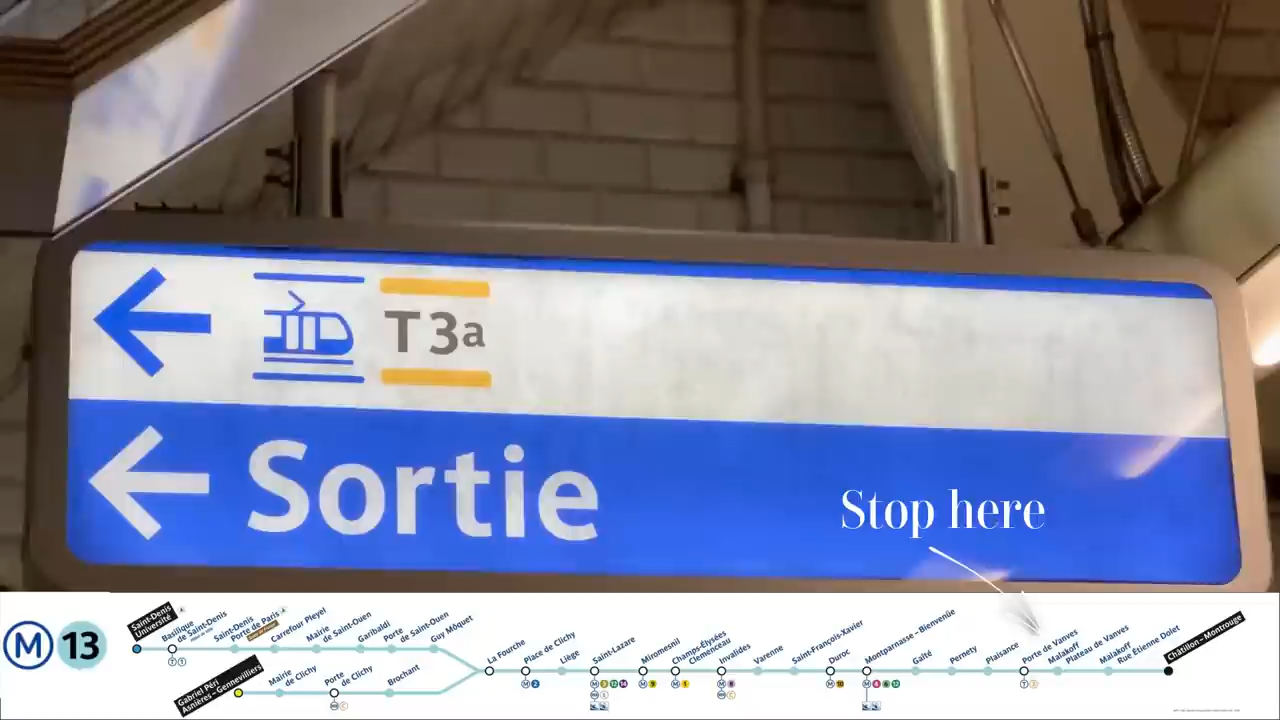 T3a
Sortie
Stop here
M 13
Saint-Denis
Université
Basilique
de Saint-Denis
Saint-Denis
Porte de Paris
Carrefour Pleyel
Mairie
de Saint-Ouen
Garibaldi
Porte
de Saint-Ouen
Guy Môquet
Gabriel Péri
Asnières – Gennevilliers
Mairie
de Clichy
Porte
de Clichy
Brochant
La Fourche
Place de Clichy
Liège
Saint-Lazare
Miromesnil
Champs-Élysées
Clemenceau
Invalides
Varenne
Saint-François-Xavier
Duroc
Montparnasse – Bienvenüe
Gaîté
Pernety
Plaisance
Porte de Vanves
Malakoff
Plateau de Vanves
Malakoff
Rue Etienne Dolet
Châtillon – Montrouge